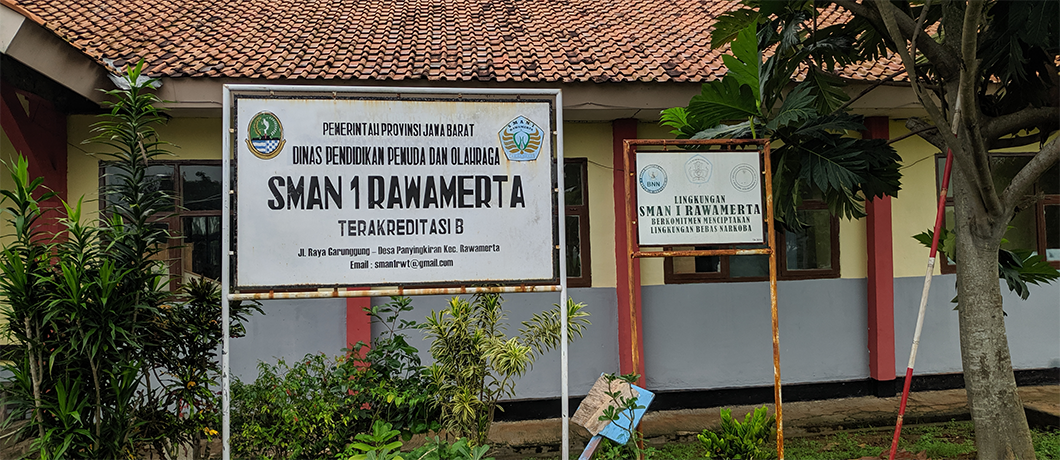 PEMERINTAH PROVINSI JAWA BARAT
DINAS PENDIDIKAN PEMUDA DAN OLAHRAGA
SMAN 1 RAWAMERTA
TERAKREDITASI B
JL. Raya Garunggung – Desa Panyingkiran Kec. Rawamerta
Email : sman1rwt@gmail.com
BNN
LINGKUNGAN
SMAN I RAWAMERTA
BERKOMITMEN MENCIPTAKAN
LINGKUNGAN BEBAS NARKOBA